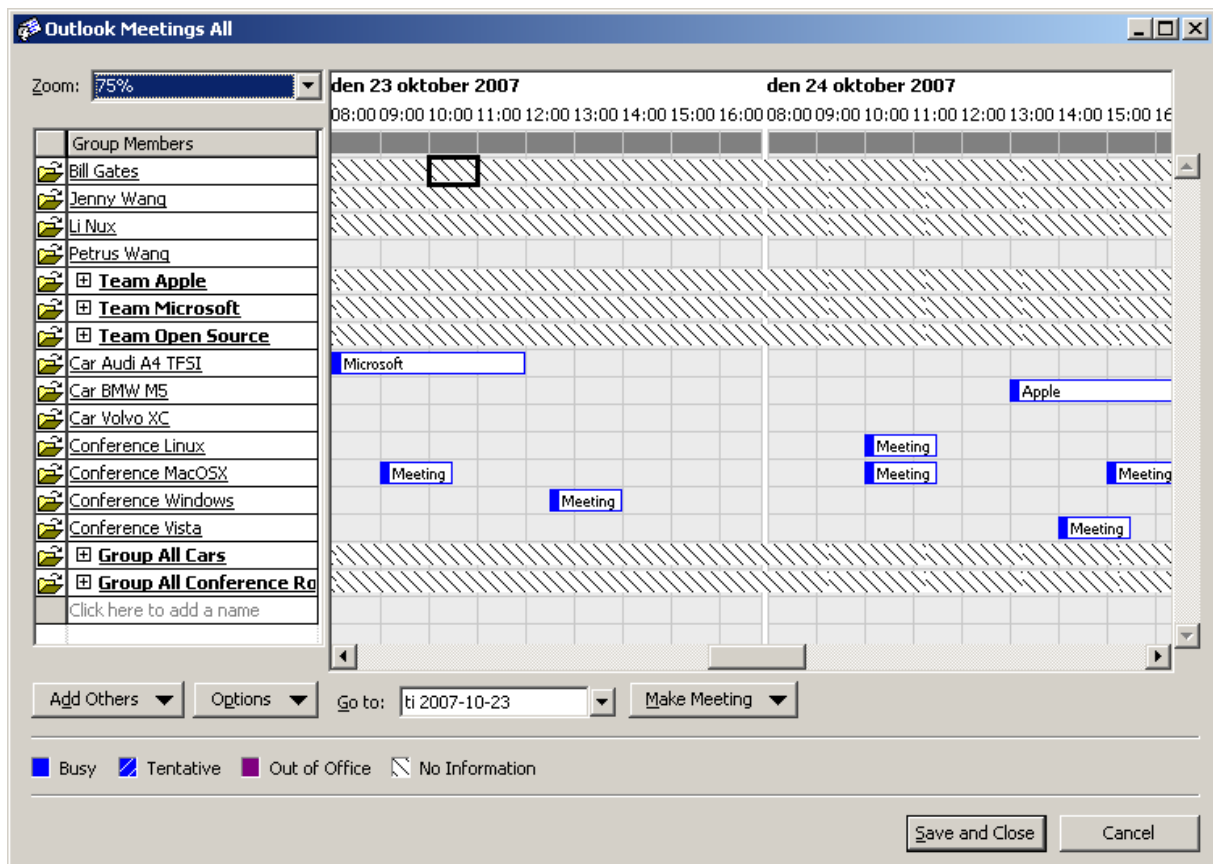 Outlook Meetings All
Zoom: 75%
den 23 oktober 2007 den 24 oktober 2007
08:00 09:00 10:00 11:00 12:00 13:00 14:00 15:00 16:00 08:00 09:00 10:00 11:00 12:00 13:00 14:00 15:00 16
Group Members
Bill Gates
Jenny Wang
Li Nux
Petrus Wang
Team Apple
Team Microsoft
Team Open Source
Car Audi A4 TFSI Microsoft
Car BMW M5 Apple
Car Volvo XC
Conference Linux Meeting
Conference MacOSX Meeting Meeting Meeting
Conference Windows Meeting
Conference Vista Meeting
Group All Cars
Group All Conference Ro
Click here to add a name
Add Others Options Go to: ti 2007-10-23 Make Meeting
Busy Tentative Out of Office No Information
Save and Close Cancel